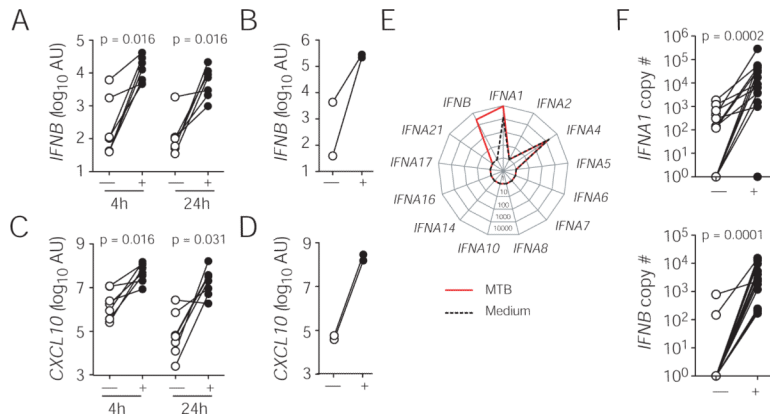 A
p = 0.016 p = 0.016
IFNB (log10 AU)
5
4
3
2
1
— + — +
4h 24h
B
IFNB (log10 AU)
6
5
4
3
2
1
0
— +
C
p = 0.016 p = 0.031
CXCL10 (log10 AU)
9
7
5
3
— + — +
4h 24h
D
CXCL10 (log10 AU)
9
7
5
3
— +
E
IFNA1
IFNA2
IFNA4
IFNA5
IFNA6
IFNA7
IFNA8
IFNA10
IFNA14
IFNA16
IFNA17
IFNA21
IFNB
10
100
1000
10000
MTB
Medium
F
p = 0.0002
IFNA1 copy #
10^6
10^5
10^4
10^3
10^2
10^1
10^0
— +
p = 0.0001
IFNB copy #
10^5
10^4
10^3
10^2
10^1
10^0
— +